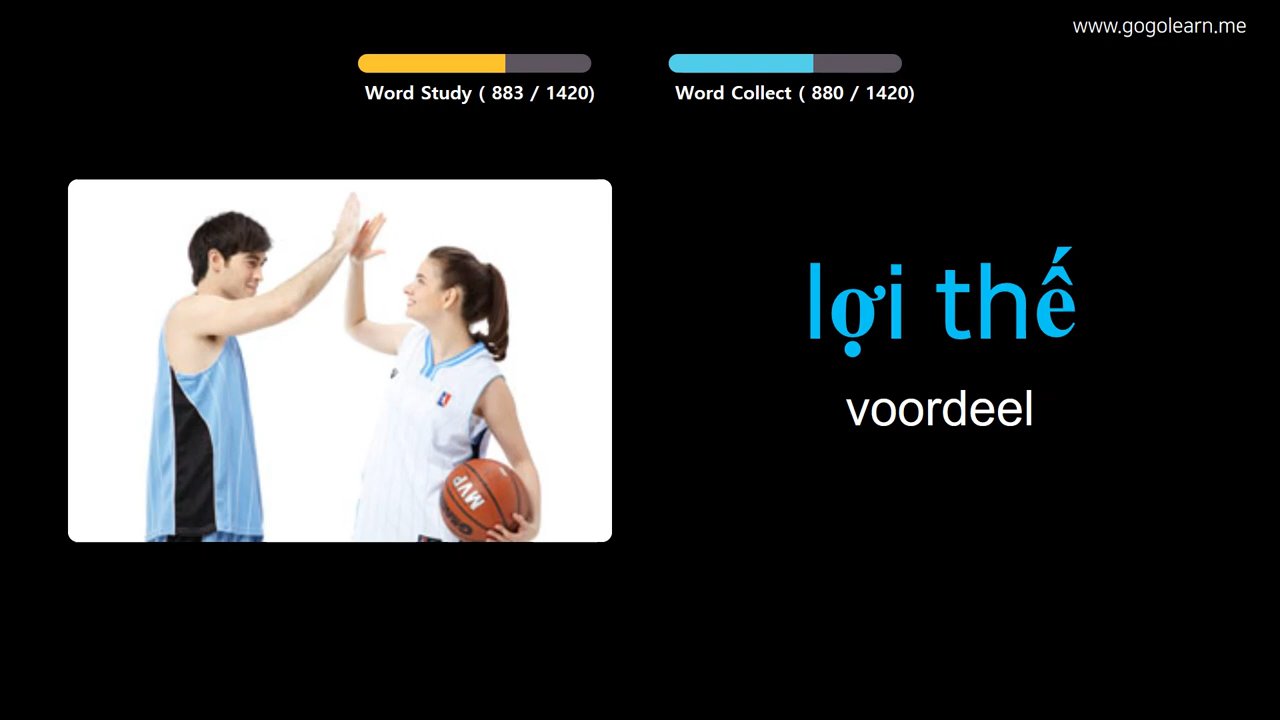 www.gogolearn.me
Word Study ( 883 / 1420)
Word Collect ( 880 / 1420)
lợi thế
voordeel
MVP